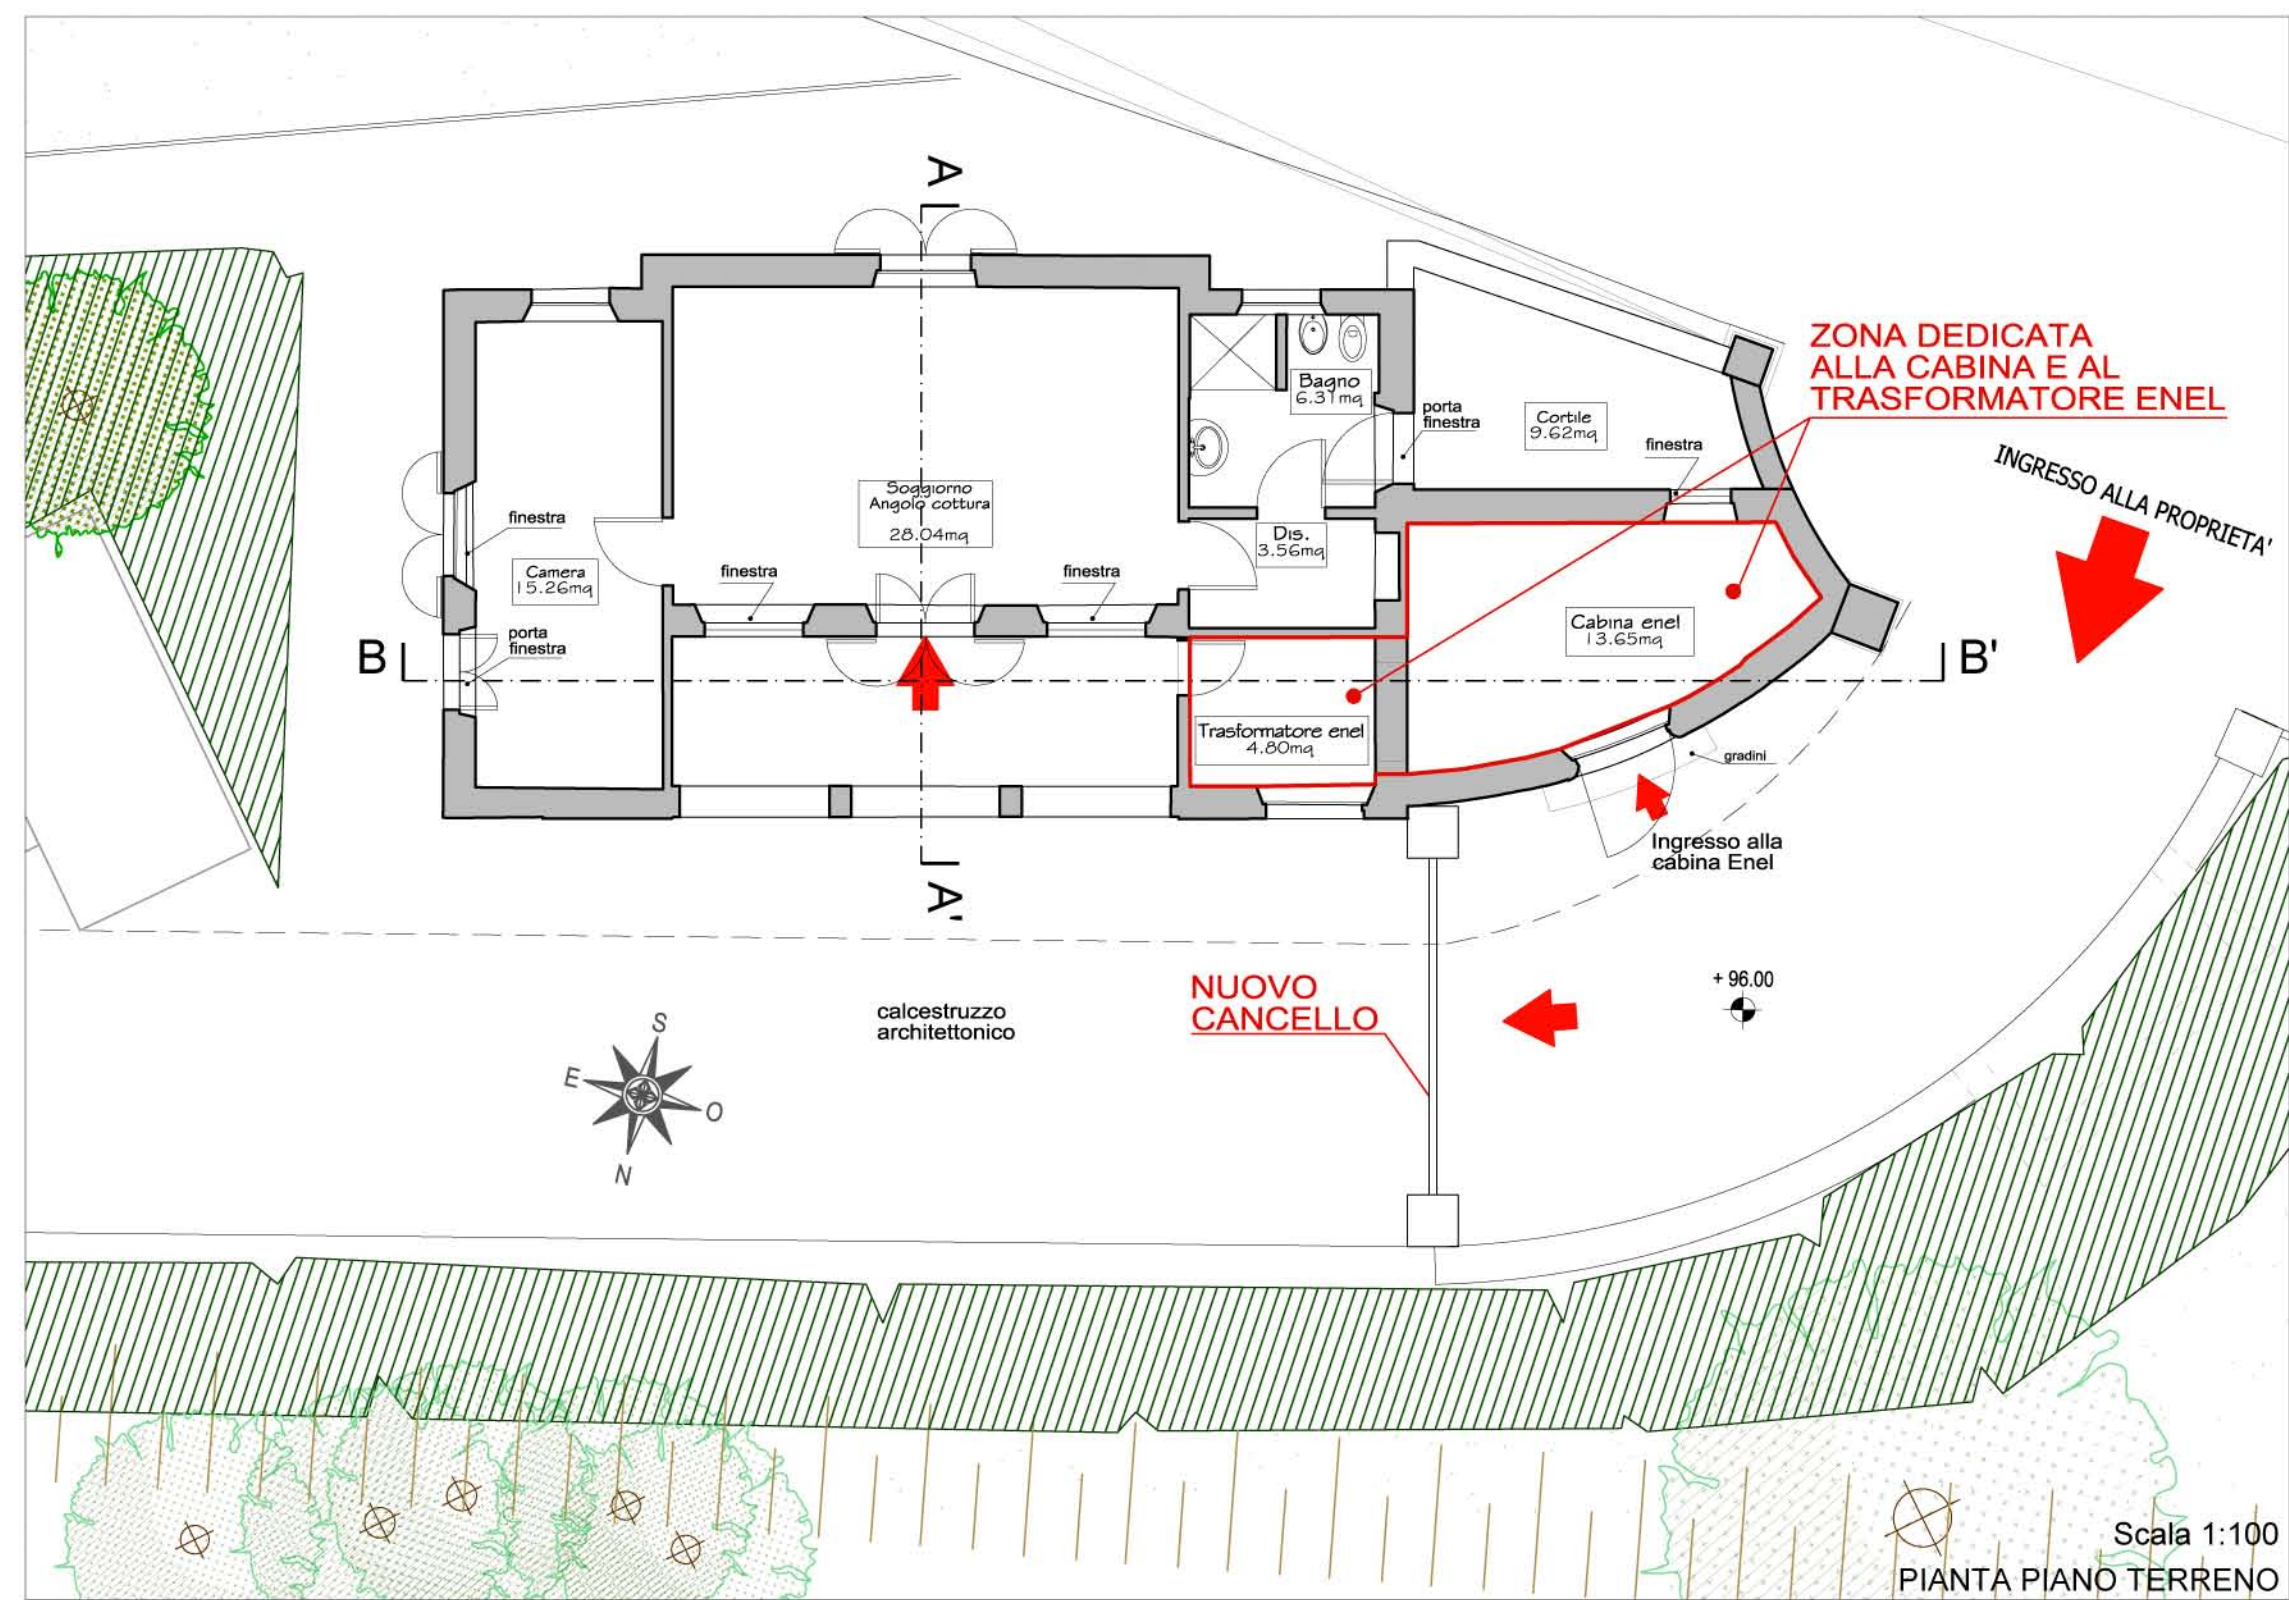 A
ZONA DEDICATA
ALLA CABINA E AL
TRASFORMATORE ENEL
Bagno
6.31mq
porta
finestra
Cortile
9.62mq
finestra
INGRESSO ALLA PROPRIETA'
Soggiorno
Angolo cottura
28.04mq
finestra
Dis.
3.56mq
Camera
15.26mq
finestra
finestra
Cabina enel
13.65mq
porta
finestra
B
B'
Trasformatore enel
4.80mq
gradini
Ingresso alla
cabina Enel
A'
NUOVO
CANCELLO
+ 96.00
calcestruzzo
architettonico
S
E
O
N
Scala 1:100
PIANTA PIANO TERRENO